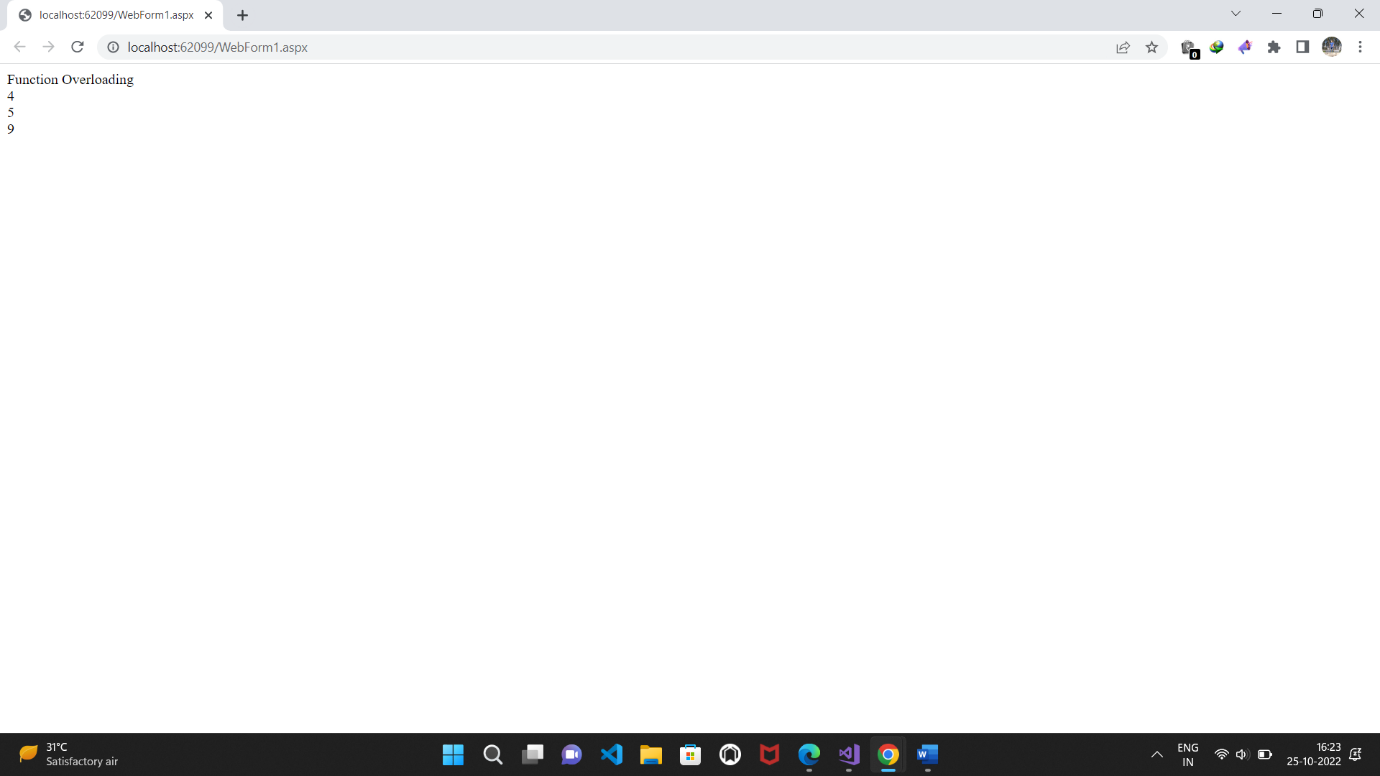 localhost:62099/WebForm1.aspx
localhost:62099/WebForm1.aspx
0
Function Overloading
4
5
9
31°C
Satisfactory air
W
ENG
IN
16:23
25-10-2022